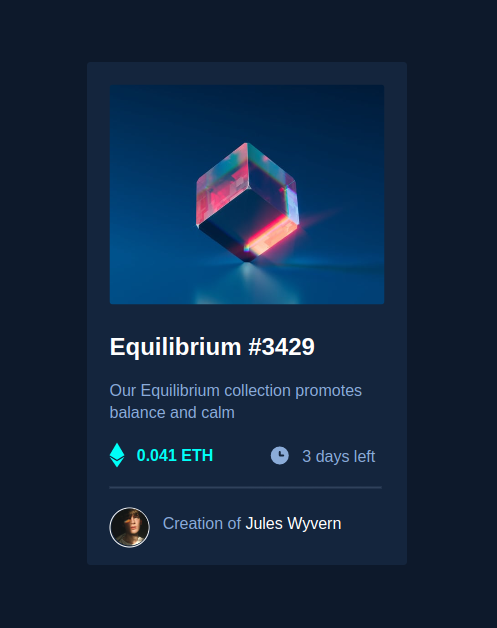 Equilibrium #3429
Our Equilibrium collection promotes
balance and calm
0.041 ETH
3 days left
Creation of Jules Wyvern